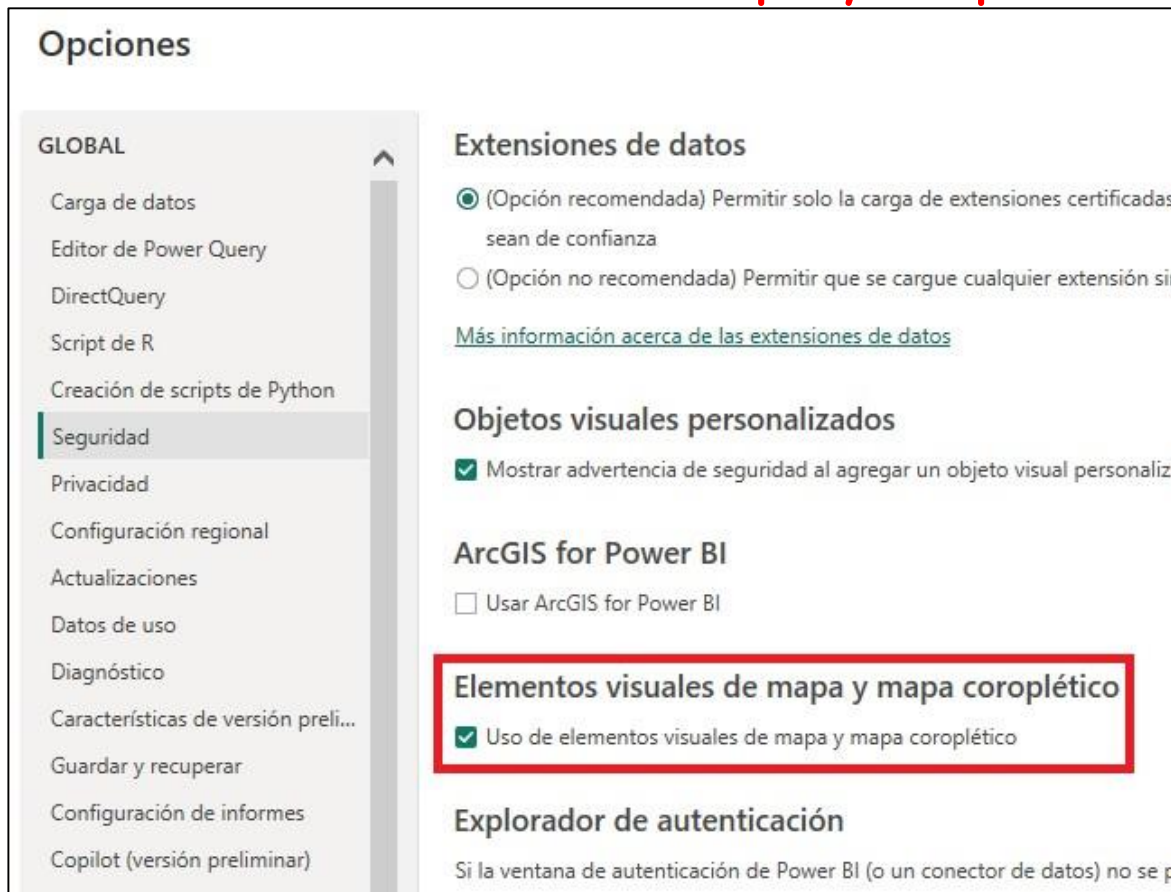 Opciones
GLOBAL
Carga de datos
Editor de Power Query
DirectQuery
Script de R
Creación de scripts de Python
Seguridad
Privacidad
Configuración regional
Actualizaciones
Datos de uso
Diagnóstico
Características de versión preli...
Guardar y recuperar
Configuración de informes
Copilot (versión preliminar)
Extensiones de datos
(Opción recomendada) Permitir solo la carga de extensiones certificadas
sean de confianza
(Opción no recomendada) Permitir que se cargue cualquier extensión
Más información acerca de las extensiones de datos
Objetos visuales personalizados
Mostrar advertencia de seguridad al agregar un objeto visual
ArcGIS for Power BI
Usar ArcGIS for Power BI
Elementos visuales de mapa y mapa coroplético
Uso de elementos visuales de mapa y mapa coroplético
Explorador de autenticación
Si la ventana de autenticación de Power BI (o un conector de datos) no se